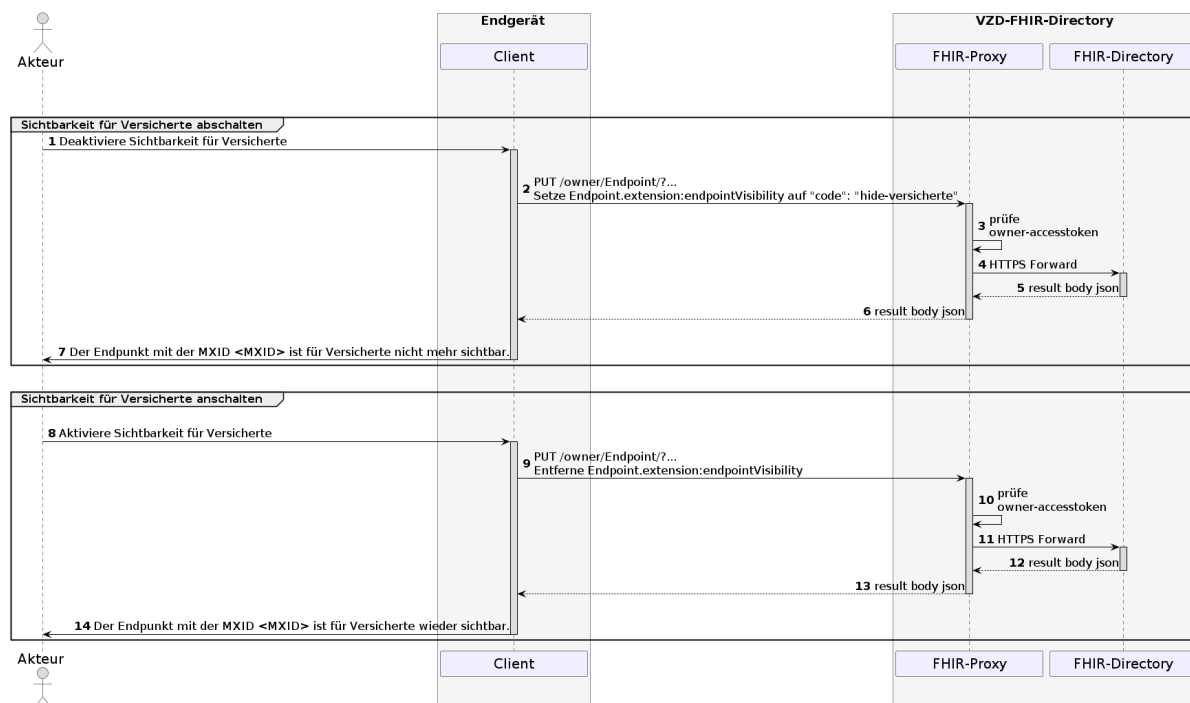 Endgerät
VZD-FHIR-Directory
Akteur
Client
FHIR-Proxy
FHIR-Directory
Sichtbarkeit für Versicherte abschalten
1 Deaktiviere Sichtbarkeit für Versicherte
2 PUT /owner/Endpoint/?...
Setze Endpoint.extension:endpointVisibility auf "code": "hide-versicherte"
3 prüfe
owner-accesstoken
4 HTTPS Forward
5 result body json
6 result body json
7 Der Endpunkt mit der MXID <MXID> ist für Versicherte nicht mehr sichtbar.
Sichtbarkeit für Versicherte anschalten
8 Aktiviere Sichtbarkeit für Versicherte
9 PUT /owner/Endpoint/?...
Entferne Endpoint.extension:endpointVisibility
10 prüfe
owner-accesstoken
11 HTTPS Forward
12 result body json
13 result body json
14 Der Endpunkt mit der MXID <MXID> ist für Versicherte wieder sichtbar.
Akteur
Client
FHIR-Proxy
FHIR-Directory